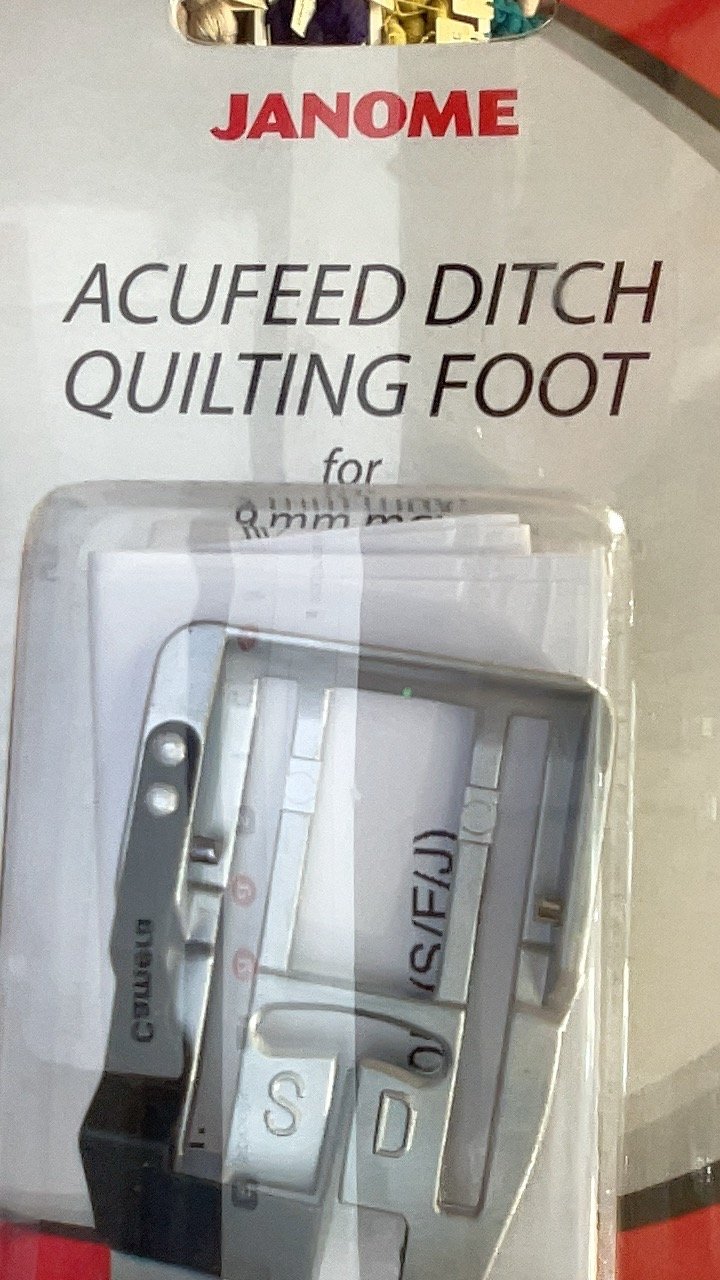 JANOME
ACUFEED DITCH
QUILTING FOOT
for
(S/F/J)
S D